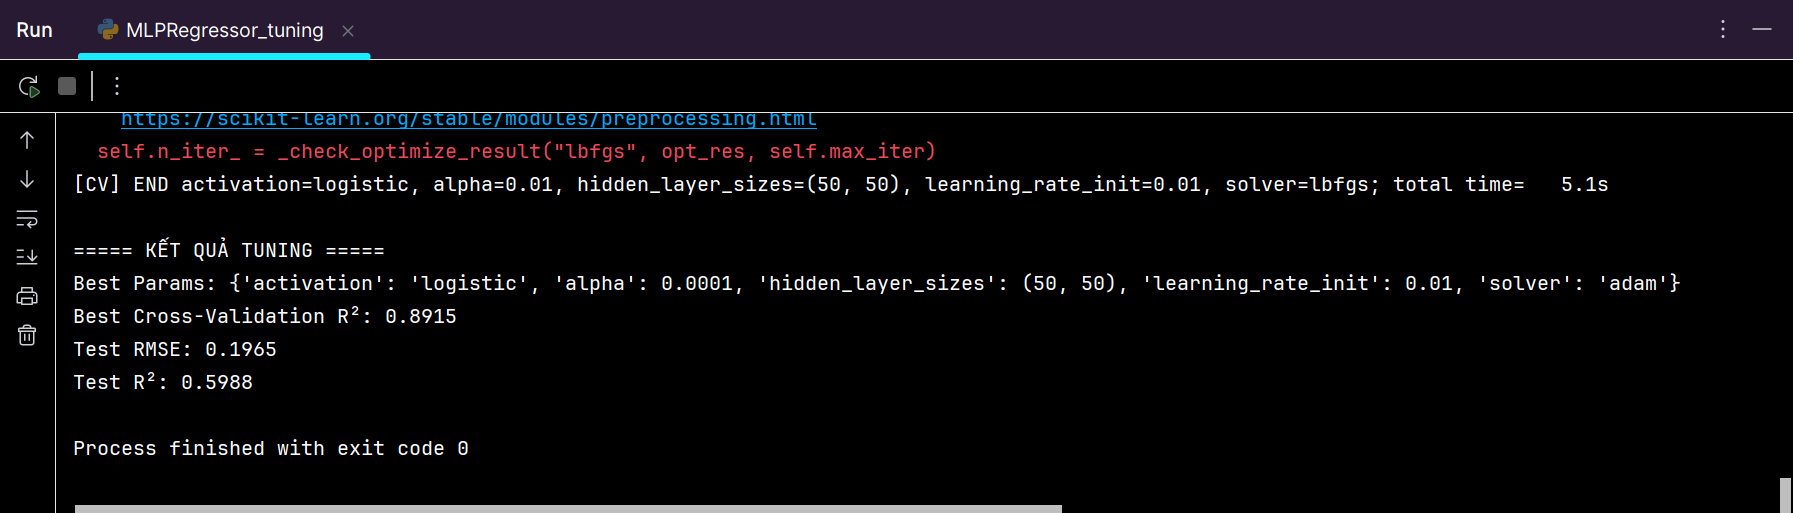 Run MLPRegressor_tuning
https://scikit-learn.org/stable/modules/preprocessing.html
self.n_iter_ = _check_optimize_result("lbfgs", opt_res, self.max_iter)
[CV] END activation=logistic, alpha=0.01, hidden_layer_sizes=(50, 50), learning_rate_init=0.01, solver=lbfgs; total time=   5.1s
===== KẾT QUẢ TUNING =====
Best Params: {'activation': 'logistic', 'alpha': 0.0001, 'hidden_layer_sizes': (50, 50), 'learning_rate_init': 0.01, 'solver': 'adam'}
Best Cross-Validation R²: 0.8915
Test RMSE: 0.1965
Test R²: 0.5988
Process finished with exit code 0